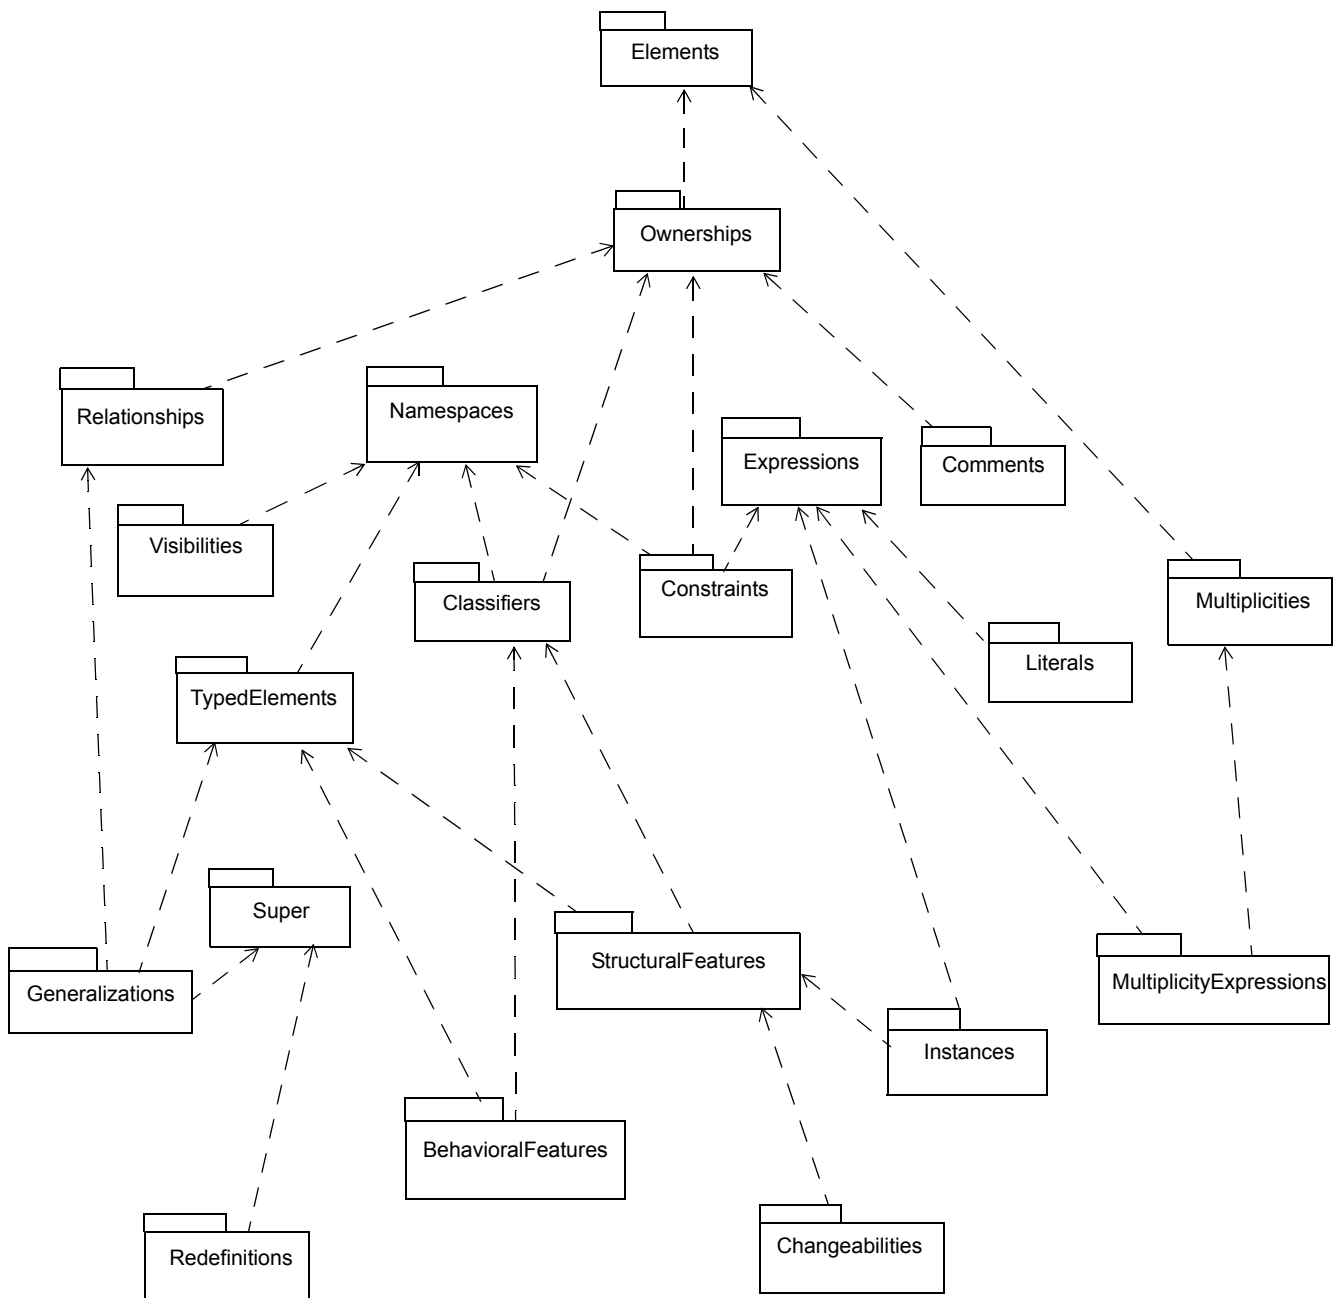 Elements
Ownerships
Relationships
Namespaces
Expressions
Comments
Visibilities
Classifiers
Constraints
Multiplicities
Literals
TypedElements
Super
StructuralFeatures
Generalizations
MultiplicityExpressions
Instances
BehavioralFeatures
Redefinitions
Changeabilities